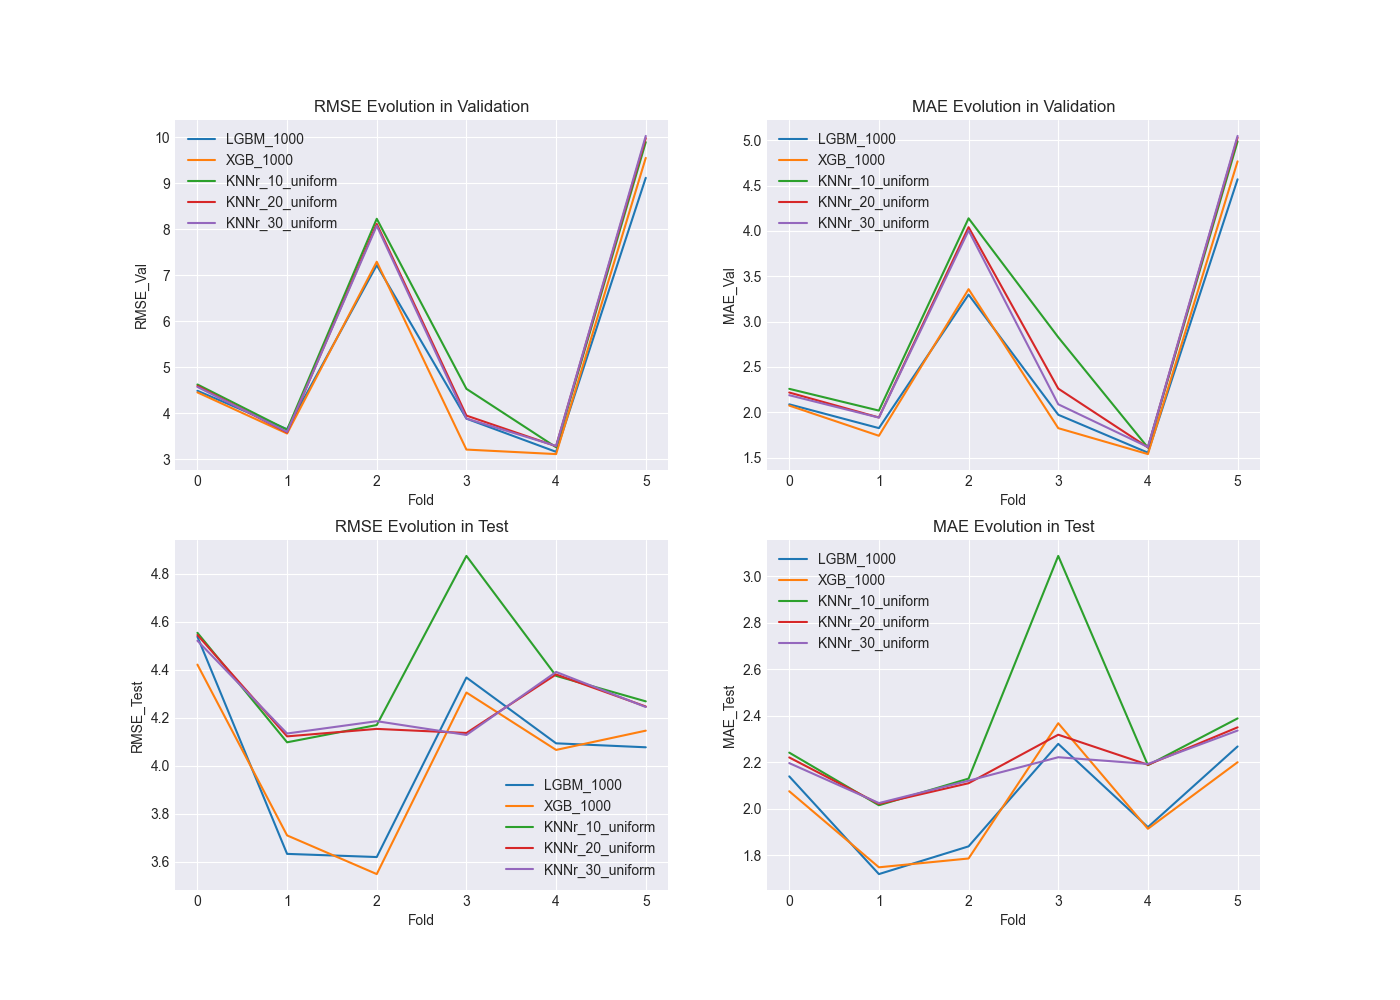 RMSE Evolution in Validation
10
9
8
7
6
5
4
3
RMSE_Val
LGBM_1000
XGB_1000
KNNr_10_uniform
KNNr_20_uniform
KNNr_30_uniform
0 1 2 3 4 5
Fold
MAE Evolution in Validation
5.0
4.5
4.0
3.5
3.0
2.5
2.0
1.5
MAE_Val
LGBM_1000
XGB_1000
KNNr_10_uniform
KNNr_20_uniform
KNNr_30_uniform
0 1 2 3 4 5
Fold
RMSE Evolution in Test
4.8
4.6
4.4
4.2
4.0
3.8
3.6
RMSE_Test
LGBM_1000
XGB_1000
KNNr_10_uniform
KNNr_20_uniform
KNNr_30_uniform
0 1 2 3 4 5
Fold
MAE Evolution in Test
3.0
2.8
2.6
2.4
2.2
2.0
1.8
MAE_Test
LGBM_1000
XGB_1000
KNNr_10_uniform
KNNr_20_uniform
KNNr_30_uniform
0 1 2 3 4 5
Fold